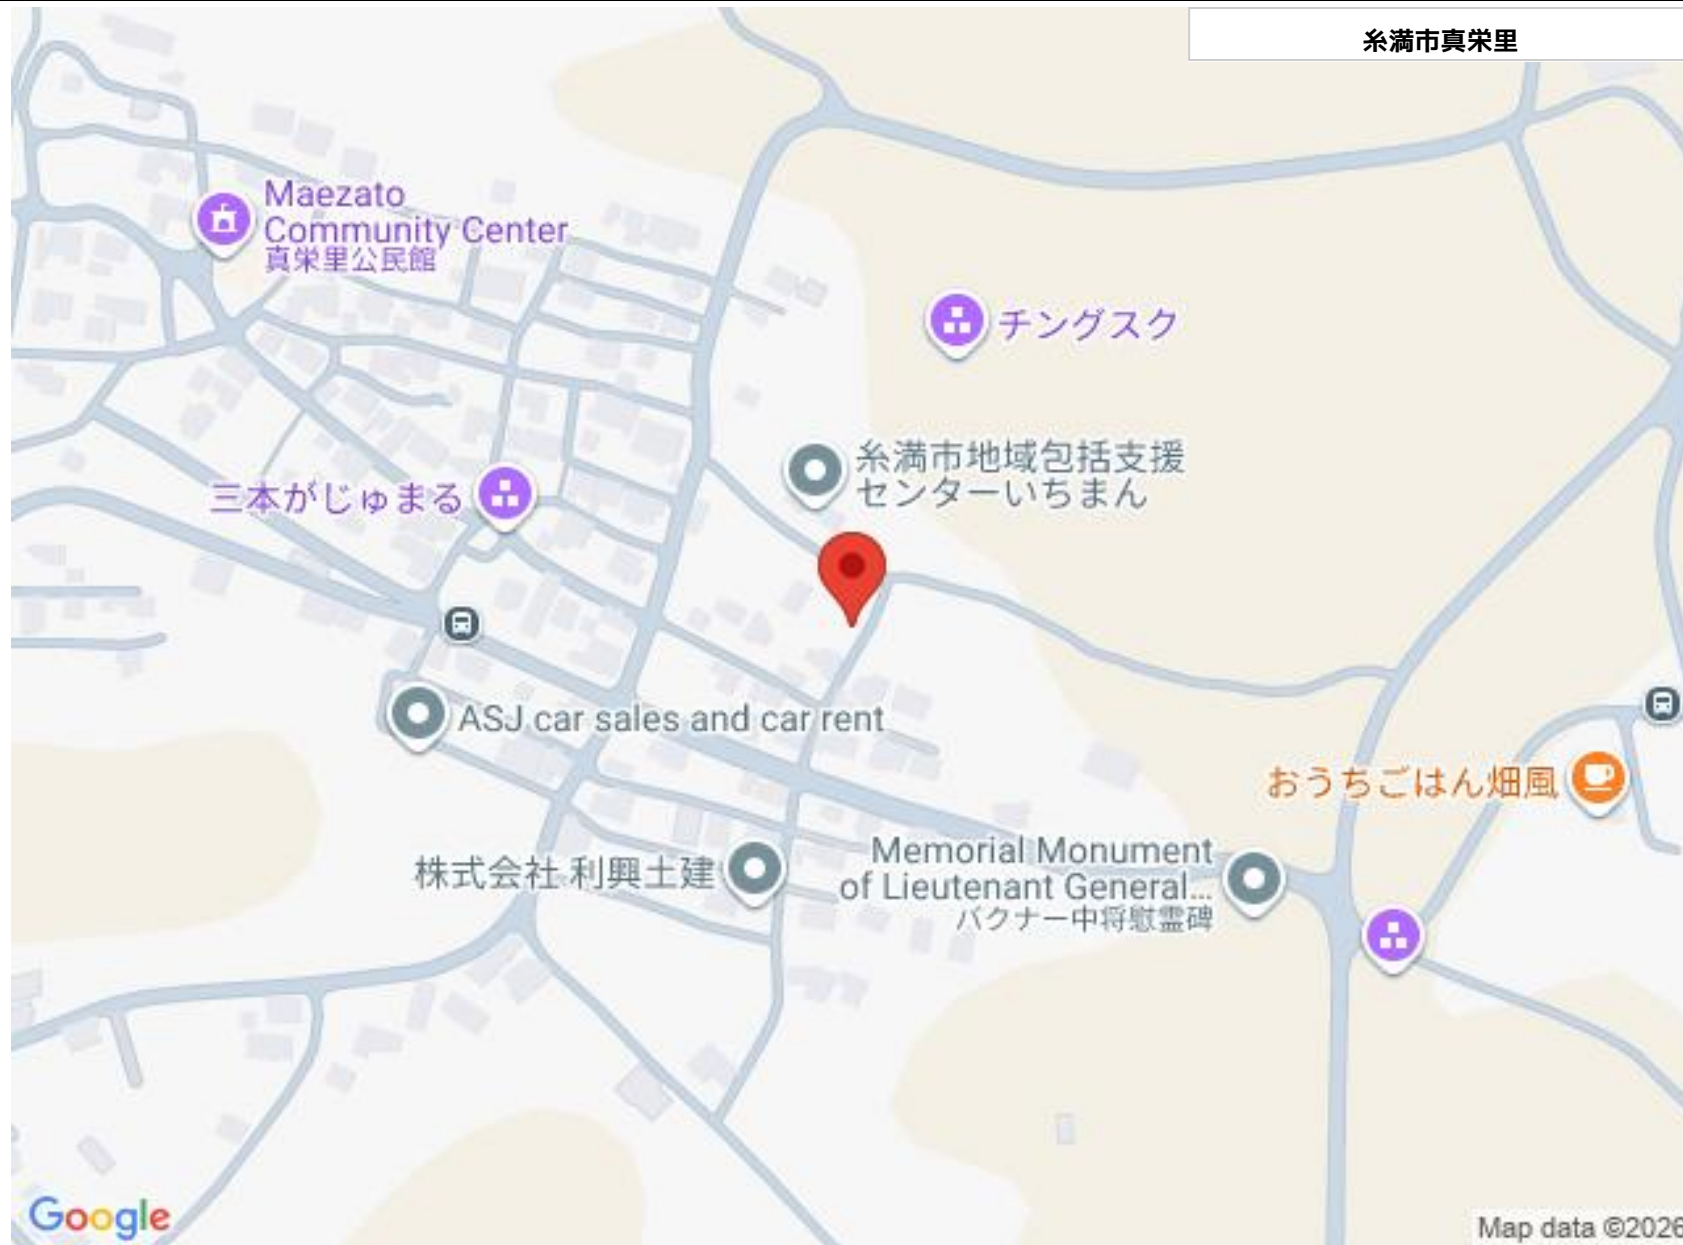 糸満市真栄里
Maezato
Community Center
真栄里公民館
チングスク
糸満市地域包括支援
センターいちまん
三本がじゅまる
ASJ car sales and car rent
おうちごはん畑風
株式会社 利興土建
Memorial Monument
of Lieutenant General...
バクナー中将慰霊碑
Google
Map data ©2026